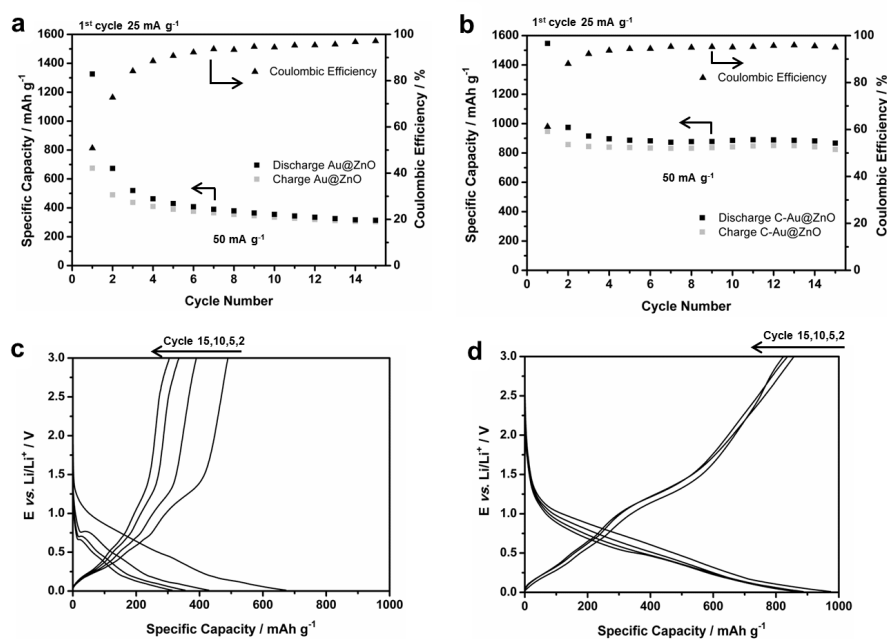 a
1st cycle 25 mA g-1
1600
1400
1200
1000
800
600
400
200
0
100
80
60
40
20
0
0
2
4
6
8
10
12
14
Specific Capacity / mAh g-1
Coulombic Efficiency / %
Cycle Number
Coulombic Efficiency
Discharge Au@ZnO
Charge Au@ZnO
50 mA g-1
b
1st cycle 25 mA g-1
1600
1400
1200
1000
800
600
400
200
0
100
80
60
40
20
0
0
2
4
6
8
10
12
14
Specific Capacity / mAh g-1
Coulombic Efficiency / %
Cycle Number
Coulombic Efficiency
50 mA g-1
Discharge C-Au@ZnO
Charge C-Au@ZnO
c
Cycle 15,10,5,2
3.0
2.5
2.0
1.5
1.0
0.5
0.0
0
200
400
600
800
1000
E vs. Li/Li+ / V
Specific Capacity / mAh g-1
d
Cycle 15,10,5,2
3.0
2.5
2.0
1.5
1.0
0.5
0.0
0
200
400
600
800
1000
E vs. Li/Li+ / V
Specific Capacity / mAh g-1